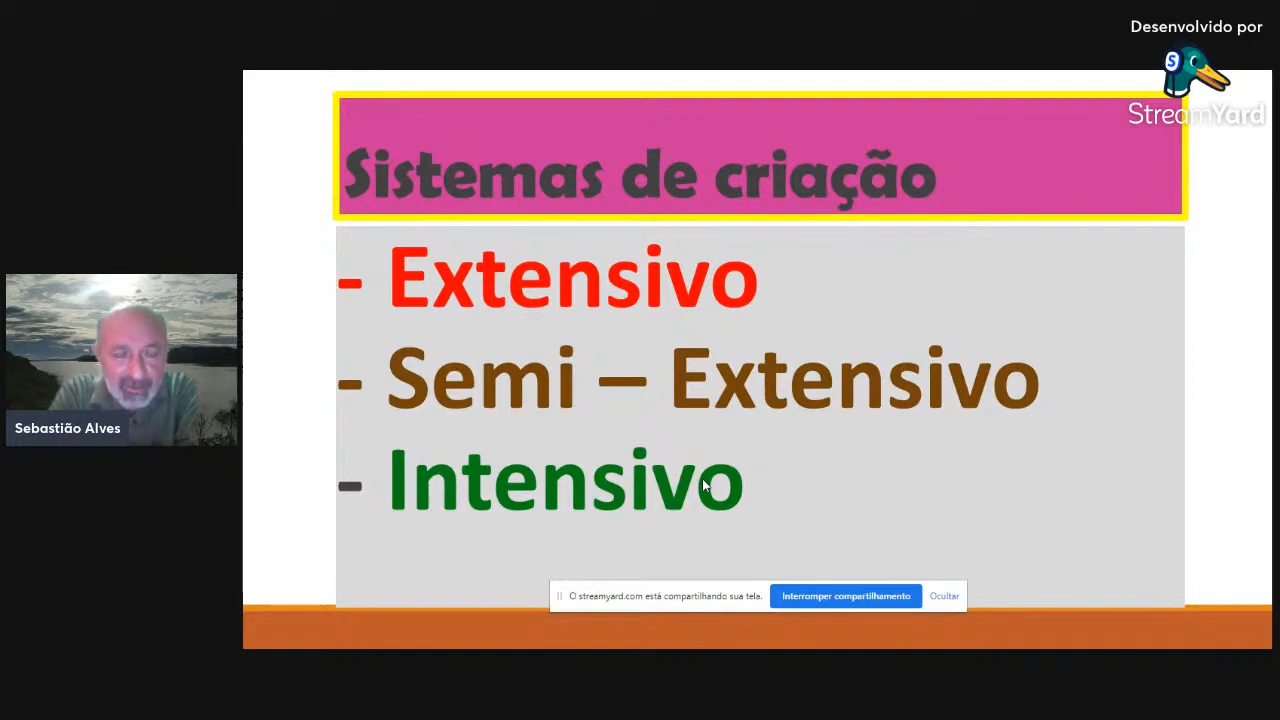 Desenvolvido por
S
StreamYard
Sistemas de criação
- Extensivo
- Semi – Extensivo
- Intensivo
Sebastião Alves
O streamyard.com está compartilhando sua tela.
Interromper compartilhamento
Ocultar